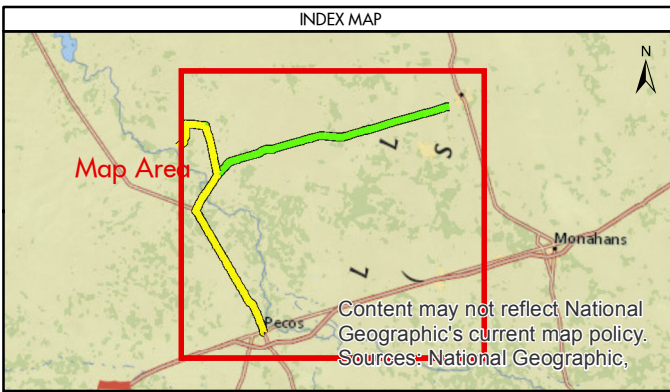 INDEX MAP
N
Map Area
S
L
L
(
Monahans
Pecos
Content may not reflect National
Geographic's current map policy.
Sources: National Geographic,